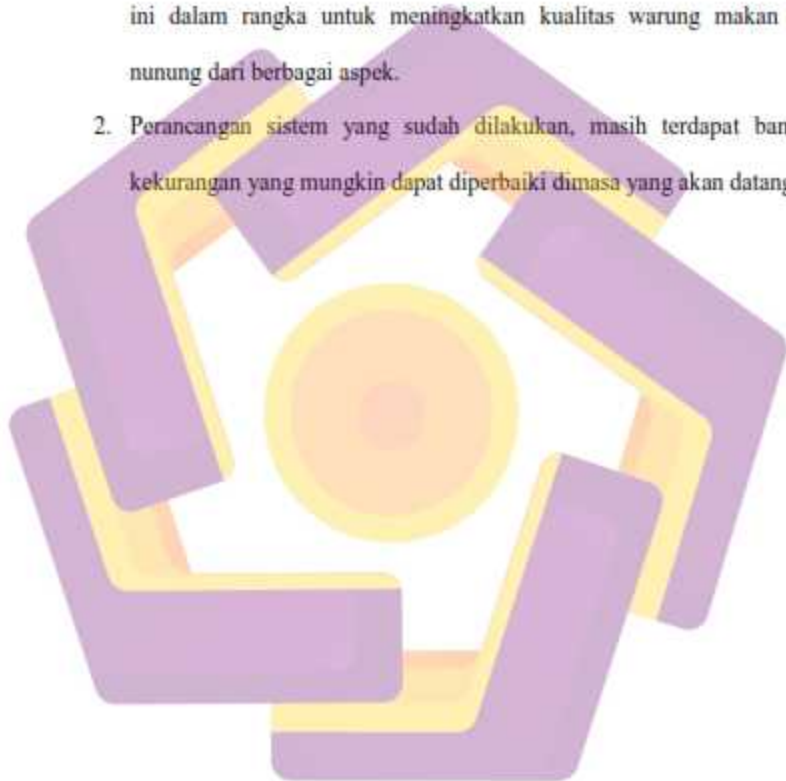 ini dalam rangka untuk meningkatkan kualitas warung makan
nunung dari berbagai aspek.
2. Perancangan sistem yang sudah dilakukan, masih terdapat
kekurangan yang mungkin dapat diperbaiki dimasa yang akan datang